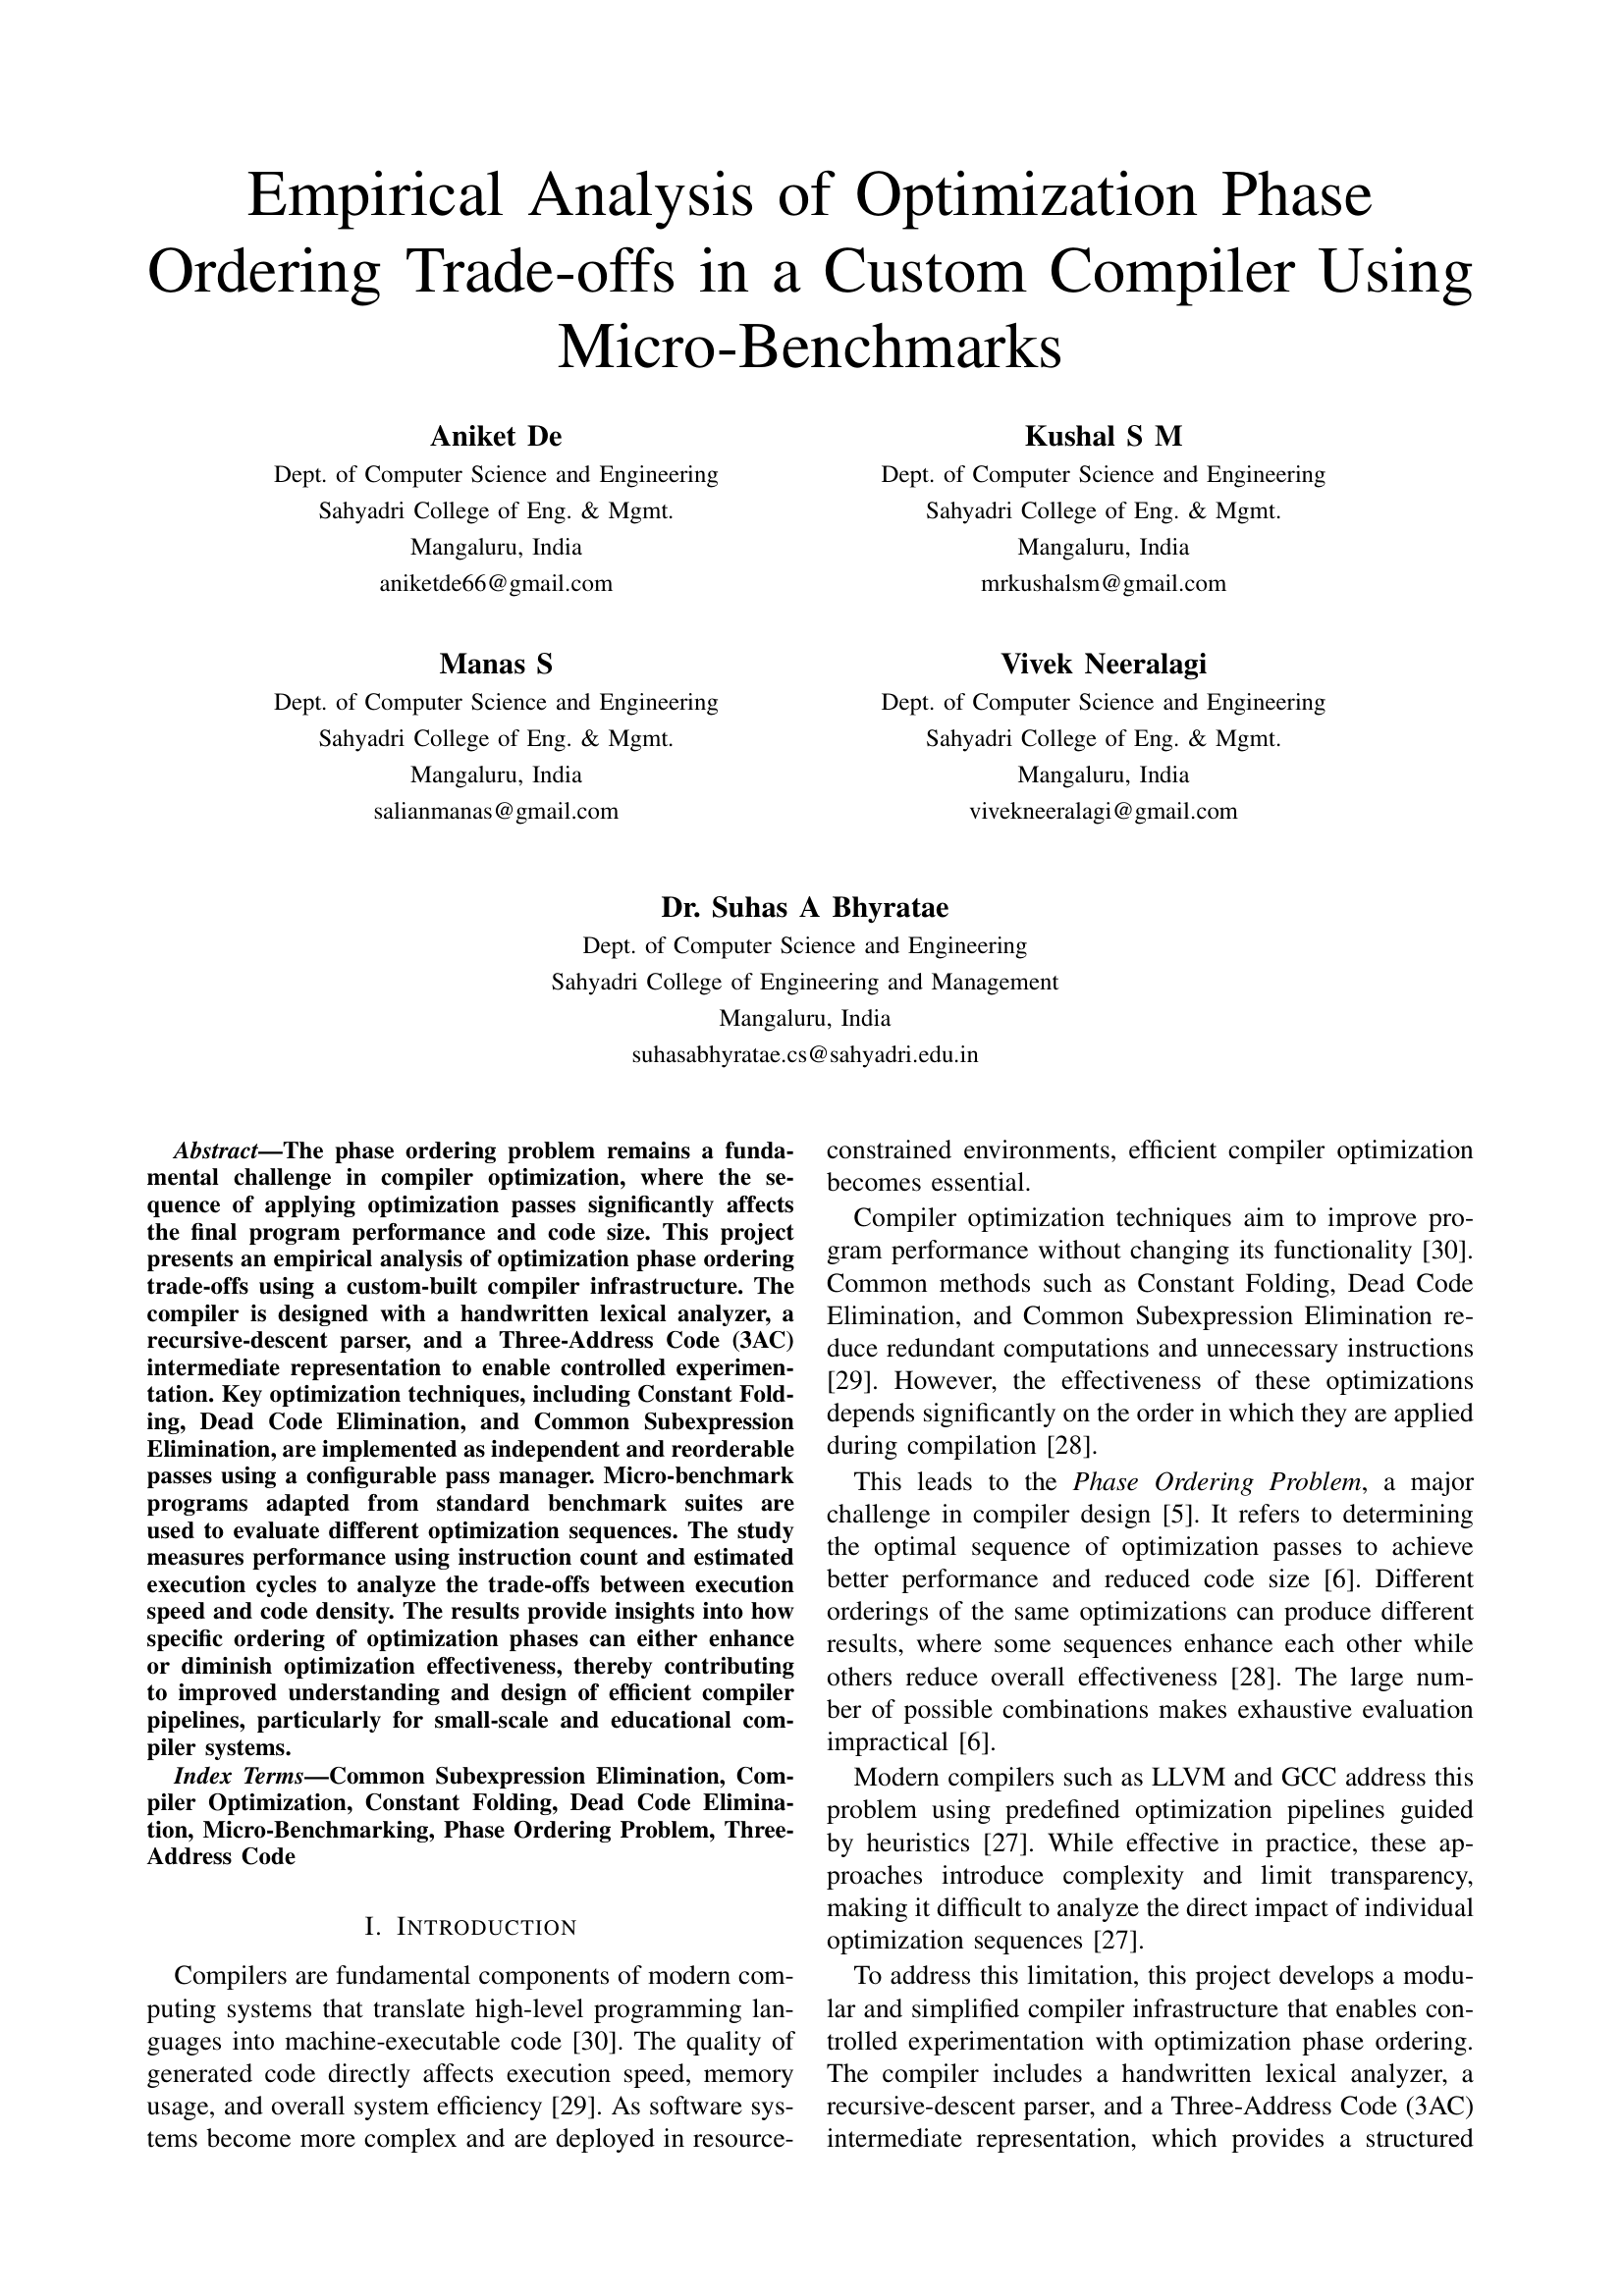 Empirical Analysis of Optimization Phase
Ordering Trade-offs in a Custom Compiler Using
Micro-Benchmarks
Aniket De
Dept. of Computer Science and Engineering
Sahyadri College of Eng. & Mgmt.
Mangaluru, India
aniketde66@gmail.com
Kushal S M
Dept. of Computer Science and Engineering
Sahyadri College of Eng. & Mgmt.
Mangaluru, India
mrkushalsm@gmail.com
Manas S
Dept. of Computer Science and Engineering
Sahyadri College of Eng. & Mgmt.
Mangaluru, India
salianmanas@gmail.com
Vivek Neeralagi
Dept. of Computer Science and Engineering
Sahyadri College of Eng. & Mgmt.
Mangaluru, India
vivekneeralagi@gmail.com
Dr. Suhas A Bhyratae
Dept. of Computer Science and Engineering
Sahyadri College of Engineering and Management
Mangaluru, India
suhasabhyratae.cs@sahyadri.edu.in
Abstract—The phase ordering problem remains a funda-
mental challenge in compiler optimization, where the se-
quence of applying optimization passes significantly affects
the final program performance and code size. This project
presents an empirical analysis of optimization phase ordering
trade-offs using a custom-built compiler infrastructure. The
compiler is designed with a handwritten lexical analyzer, a
recursive-descent parser, and a Three-Address Code (3AC)
intermediate representation to enable controlled experimen-
tation. Key optimization techniques, including Constant Fold-
ing, Dead Code Elimination, and Common Subexpression
Elimination, are implemented as independent and reorderable
passes using a configurable pass manager. Micro-benchmark
programs adapted from standard benchmark suites are
used to evaluate different optimization sequences. The study
measures performance using instruction count and estimated
execution cycles to analyze the trade-offs between execution
speed and code density. The results provide insights into how
specific ordering of optimization phases can either enhance
or diminish optimization effectiveness, thereby contributing
to improved understanding and design of efficient compiler
pipelines, particularly for small-scale and educational com-
piler systems.
Index Terms—Common Subexpression Elimination, Com-
piler Optimization, Constant Folding, Dead Code Elimina-
tion, Micro-Benchmarking, Phase Ordering Problem, Three-
Address Code
I. INTRODUCTION
Compilers are fundamental components of modern com-
puting systems that translate high-level programming lan-
guages into machine-executable code [30]. The quality of
generated code directly affects execution speed, memory
usage, and overall system efficiency [29]. As software sys-
tems become more complex and are deployed in resource-
constrained environments, efficient compiler optimization
becomes essential.
Compiler optimization techniques aim to improve pro-
gram performance without changing its functionality [30].
Common methods such as Constant Folding, Dead Code
Elimination, and Common Subexpression Elimination re-
duce redundant computations and unnecessary instructions
[29]. However, the effectiveness of these optimizations
depends significantly on the order in which they are applied
during compilation [28].
This leads to the Phase Ordering Problem, a major
challenge in compiler design [5]. It refers to determining
the optimal sequence of optimization passes to achieve
better performance and reduced code size [6]. Different
orderings of the same optimizations can produce different
results, where some sequences enhance each other while
others reduce overall effectiveness [28]. The large num-
ber of possible combinations makes exhaustive evaluation
impractical [6].
Modern compilers such as LLVM and GCC address this
problem using predefined optimization pipelines guided
by heuristics [27]. While effective in practice, these ap-
proaches introduce complexity and limit transparency,
making it difficult to analyze the direct impact of individual
optimization sequences [27].
To address this limitation, this project develops a modu-
lar and simplified compiler infrastructure that enables con-
trolled experimentation with optimization phase ordering.
The compiler includes a handwritten lexical analyzer, a
recursive-descent parser, and a Three-Address Code (3AC)
intermediate representation, which provides a structured